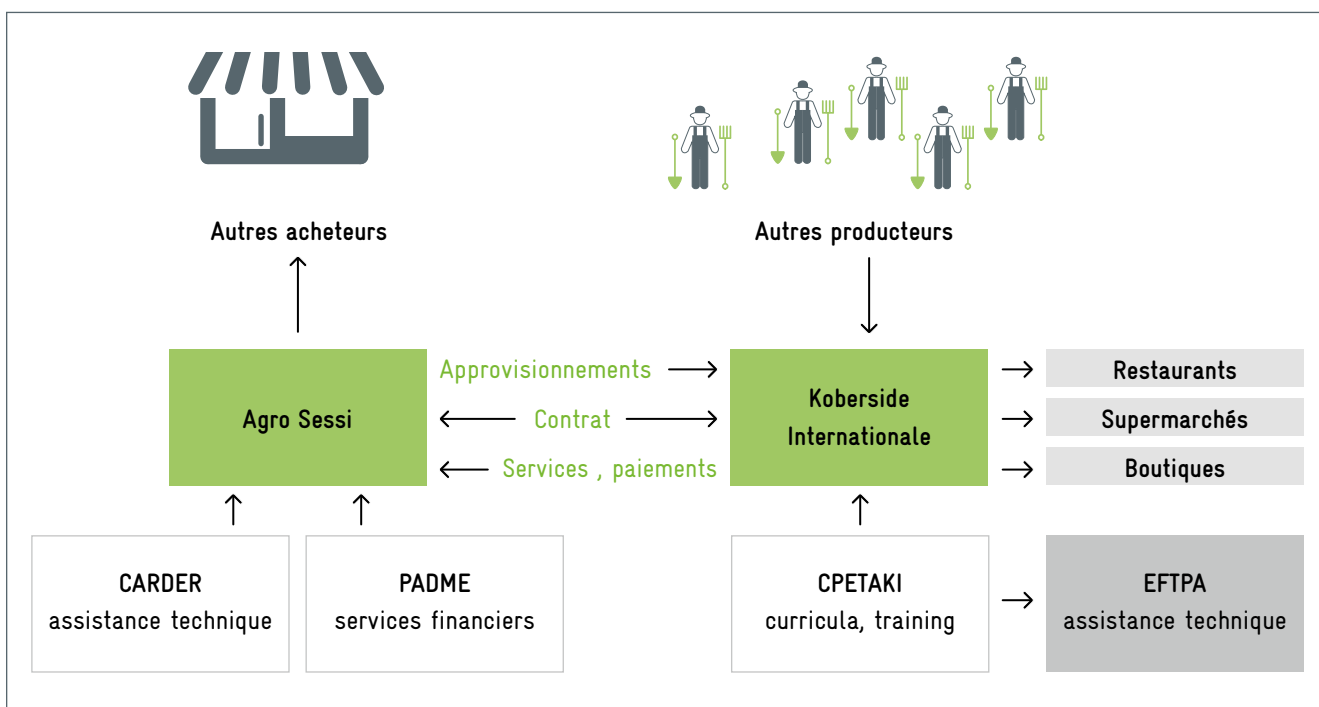 Autres acheteurs
Autres producteurs
Agro Sessi
Approvisionnements
Contrat
Services , paiements
Koberside
Internationale
Restaurants
Supermarchés
Boutiques
CARDER
assistance technique
PADME
services financiers
CPETAKI
curricula, training
EFTPA
assistance technique